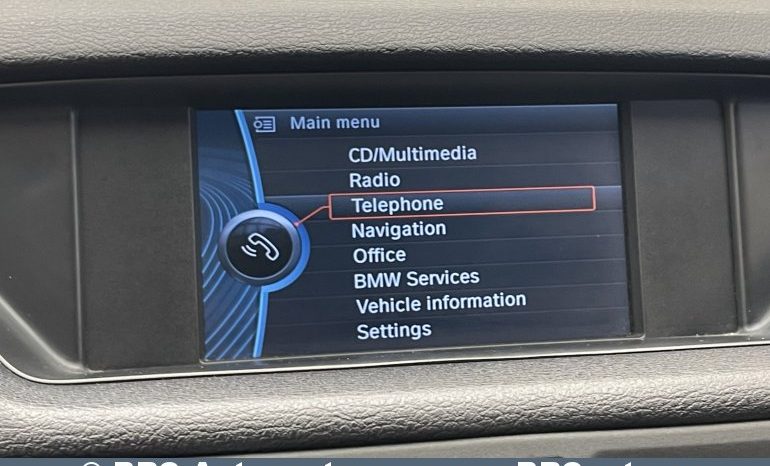 Main menu
CD/Multimedia
Radio
Telephone
Navigation
Office
BMW Services
Vehicle information
Settings